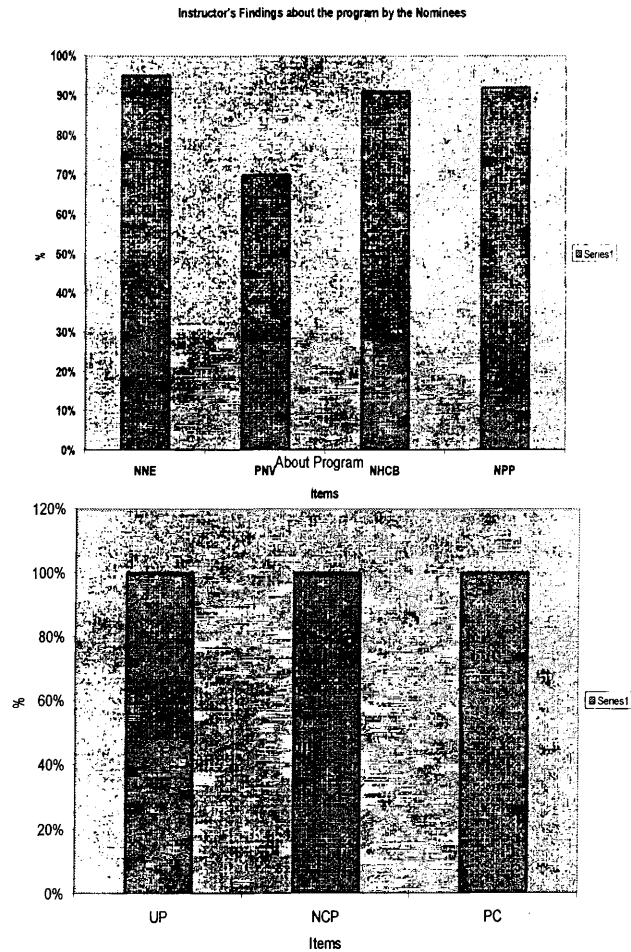 Instructor's Findings about the program by the Nominees
100%
90%
80%
70%
60%
50%
40%
30%
20%
10%
0%
%
Series1
NNE PNV NHCB NPP
About Program
Items
120%
100%
80%
60%
40%
20%
0%
%
Series1
UP NCP PC
Items